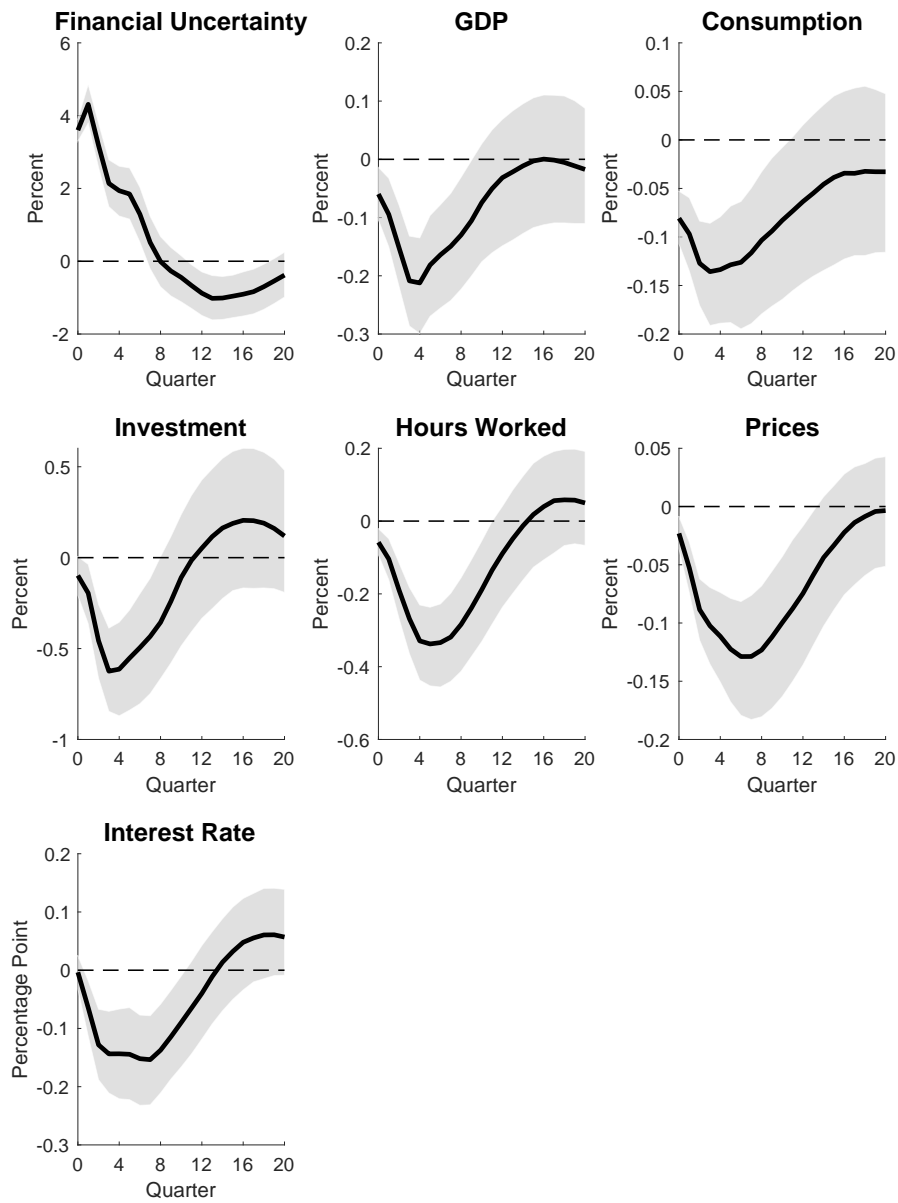 Financial Uncertainty
6
4
2
0
-2
Percent
0 4 8 12 16 20
Quarter
GDP
0.2
0.1
0
-0.1
-0.2
-0.3
Percent
0 4 8 12 16 20
Quarter
Consumption
0.1
0.05
0
-0.05
-0.1
-0.15
-0.2
Percent
0 4 8 12 16 20
Quarter
Investment
0.5
0
-0.5
-1
Percent
0 4 8 12 16 20
Quarter
Hours Worked
0.2
0
-0.2
-0.4
-0.6
Percent
0 4 8 12 16 20
Quarter
Prices
0.05
0
-0.05
-0.1
-0.15
-0.2
Percent
0 4 8 12 16 20
Quarter
Interest Rate
0.2
0.1
0
-0.1
-0.2
-0.3
Percentage Point
0 4 8 12 16 20
Quarter